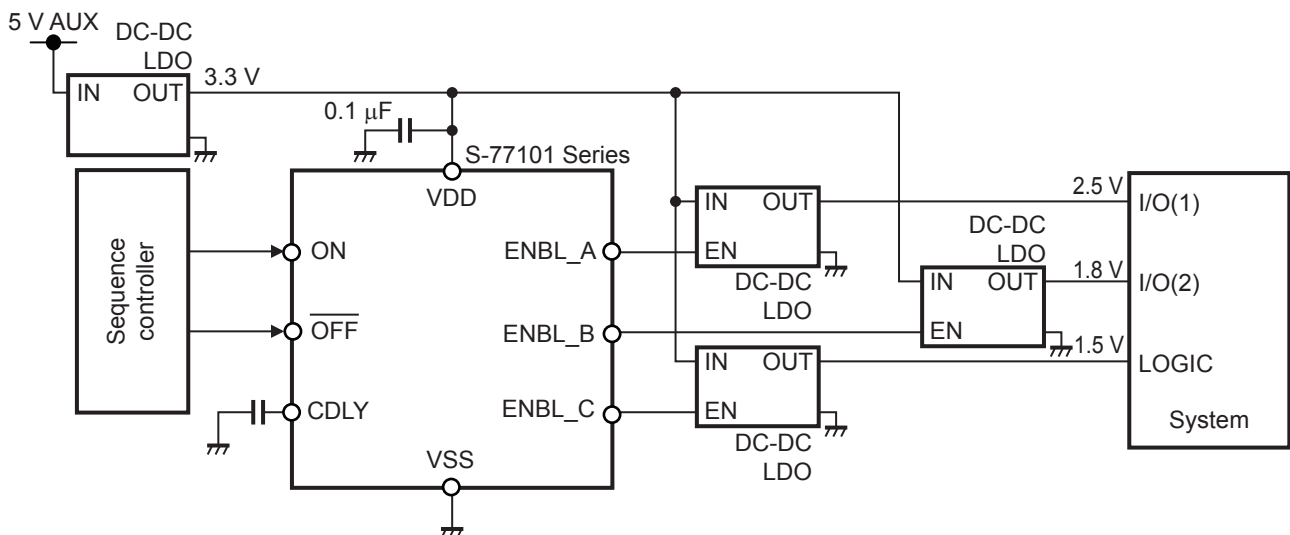 5 V AUX
DC-DC
LDO
IN OUT
3.3 V
0.1 μF
S-77101 Series
VDD
Sequence
controller
ON
OFF
CDLY
VSS
ENBL_A
ENBL_B
ENBL_C
IN OUT
EN
DC-DC
LDO
DC-DC
LDO
IN OUT
EN
IN OUT
EN
DC-DC
LDO
2.5 V
1.8 V
1.5 V
I/O(1)
I/O(2)
LOGIC
System